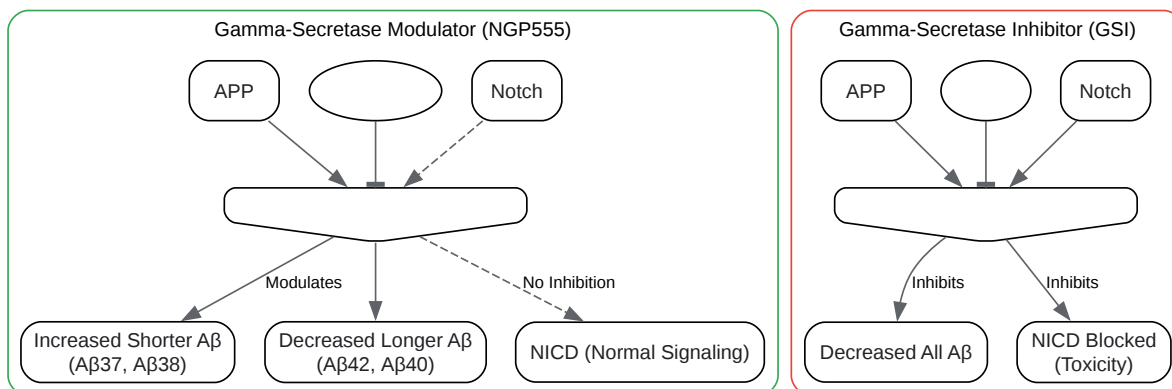 Gamma-Secretase Modulator (NGP555)
APP
Notch
Modulates
No Inhibition
Increased Shorter Aβ
(Aβ37, Aβ38)
Decreased Longer Aβ
(Aβ42, Aβ40)
NICD (Normal Signaling)
Gamma-Secretase Inhibitor (GSI)
APP
Notch
Inhibits
Inhibits
Decreased All Aβ
NICD Blocked
(Toxicity)